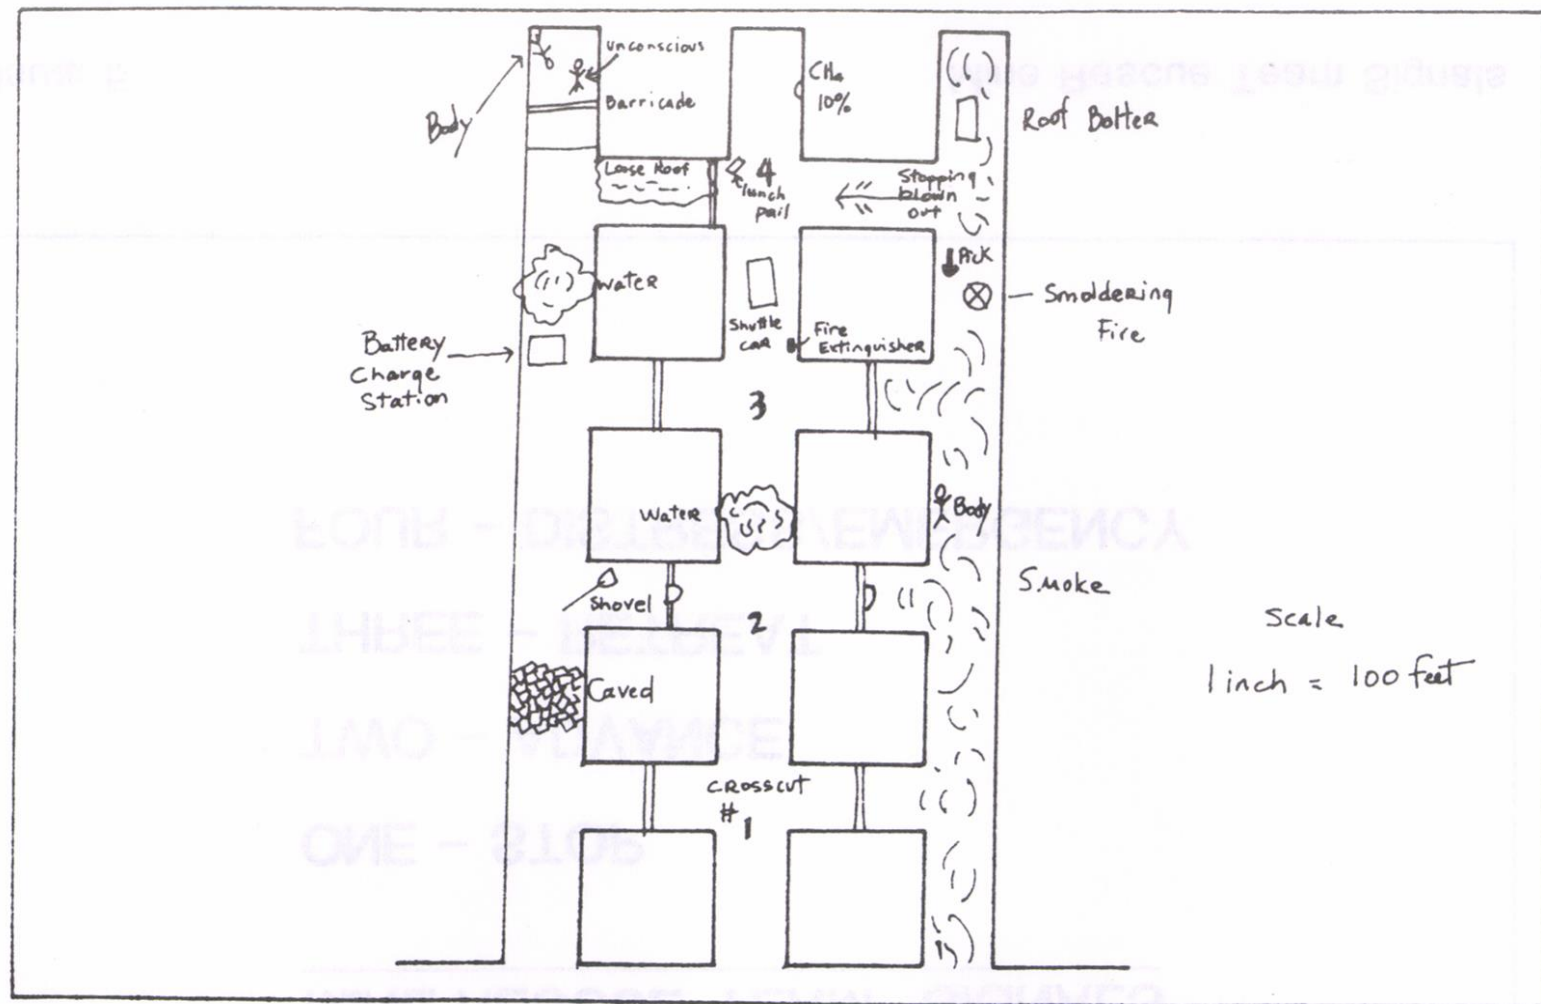 Unconscious
Body
Barricade
CH4
10%
Roof Bolter
Loose Roof
4
lunch
pail
Stopping
blown
out
Water
Pick
Smoldering
Fire
Shuttle
car
Fire
Extinguisher
Battery
Charge
Station
3
Water
Body
Shovel
2
Smoke
Scale
1 inch = 100 feet
Caved
Crosscut
#1